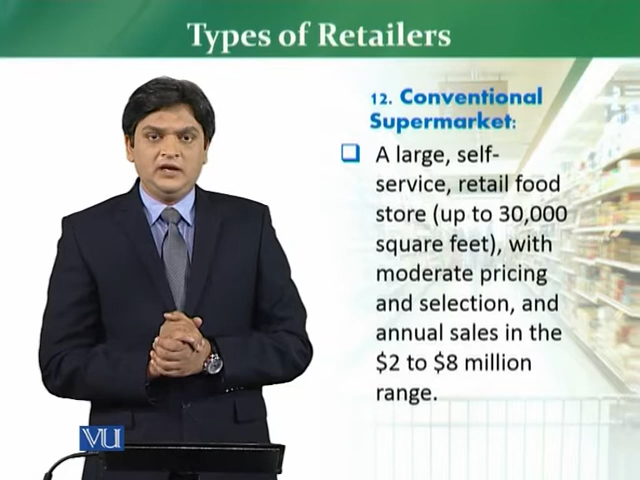 Types of Retailers
12. Conventional
Supermarket:
A large, self-
service, retail food
store (up to 30,000
square feet), with
moderate pricing
and selection, and
annual sales in the
$2 to $8 million
range.
VU